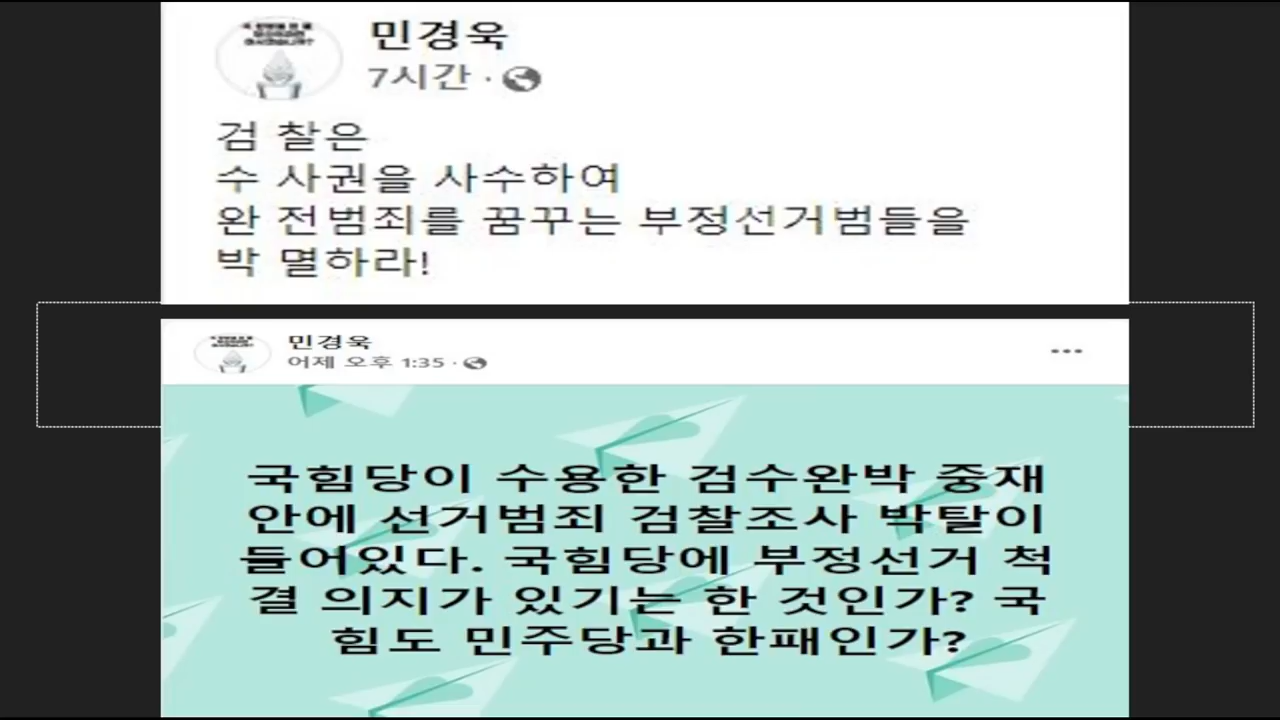 민경욱
7시간 ·
검 찰은
수 사권을 사수하여
완 전범죄를 꿈꾸는 부정선거범들을
박 멸하라!
민경욱
어제 오후 1:35 ·
국힘당이 수용한 검수완박 중재
안에 선거범죄 검찰조사 박탈이
들어있다. 국힘당에 부정선거 척
결 의지가 있기는 한 것인가? 국
힘도 민주당과 한패인가?